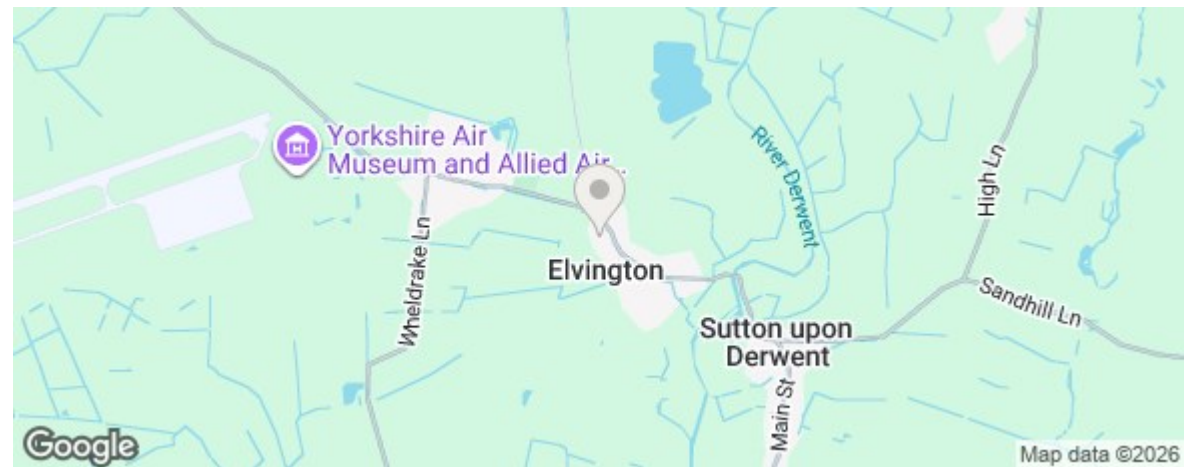 Yorkshire Air
Museum and Allied Air...
River Derwent
High Ln
Wheldrake Ln
Elvington
Sandhill Ln
Sutton upon
Derwent
Main St
Google
Map data ©2026